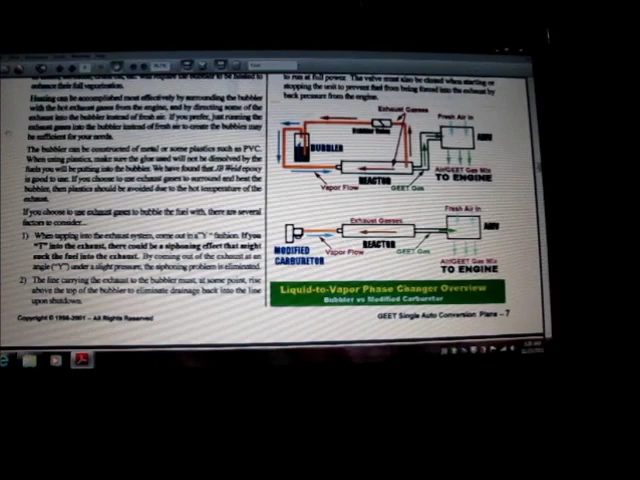 enhance their full vaporization.
Heating can be accomplished most effectively by surrounding the bubbler
with the hot exhaust gases from the engine, and by directing some of the
exhaust into the bubbler instead of fresh air. If you prefer, just running the
exhaust gases into the bubbler instead of fresh air to create the bubbles may
be sufficient for your needs.
The bubbler can be constructed of metal or some plastics such as PVC.
When using plastics, make sure the glue used will not be dissolved by the
fuels you will be putting into the bubbler. We have found that JB Weld epoxy
is good to use. If you choose to use exhaust gases to surround and heat the
bubbler, then plastics should be avoided due to the hot temperature of the
exhaust.
If you choose to use exhaust gases to bubble the fuel with, there are several
factors to consider...
1) When tapping into the exhaust system, come out in a "Y" fashion. If you
"T" into the exhaust, there could be a siphoning effect that might
suck the fuel into the exhaust. By coming out of the exhaust at an
angle ("Y") under a slight pressure, the siphoning problem is eliminated.
2) The line carrying the exhaust to the bubbler must, at some point, rise
above the top of the bubbler to eliminate drainage back into the line
upon shutdown.
Copyright © 1998-2001 – All Rights Reserved
to run at full power. The valve must also be closed when starting or
stopping the unit to prevent fuel from being forced into the exhaust by
back pressure from the engine.
Exhaust Gasses
Fresh Air In
Bubbler Valve
BUBBLER
REACTOR
Vapor Flow
GEET Gas
Air/GEET Gas Mix
TO ENGINE
Exhaust Gasses
Fresh Air In
REACTOR
MODIFIED
CARBURETOR
Vapor Flow
GEET Gas
Air/GEET Gas Mix
TO ENGINE
Liquid-to-Vapor Phase Changer Overview
Bubbler vs Modified Carburetor
GEET Single Auto Conversion Plans – 7